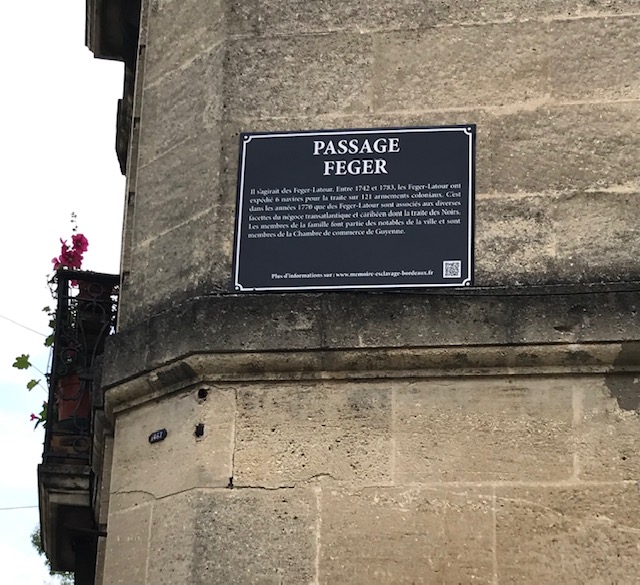 PASSAGE
FEGER
Il s'agirait des Feger-Latour. Entre 1742 et 1783, les Feger-Latour ont
expédié 6 navires pour la traite sur 121 armements coloniaux. C'est
dans les années 1770 que des Feger-Latour sont associés aux diverses
facettes du négoce transatlantique et caribéen dont la traite des Noirs.
Les membres de la famille font partie des notables de la ville et sont
membres de la Chambre de commerce de Guyenne.
Plus d'informations sur : www.memoire-esclavage-bordeaux.fr